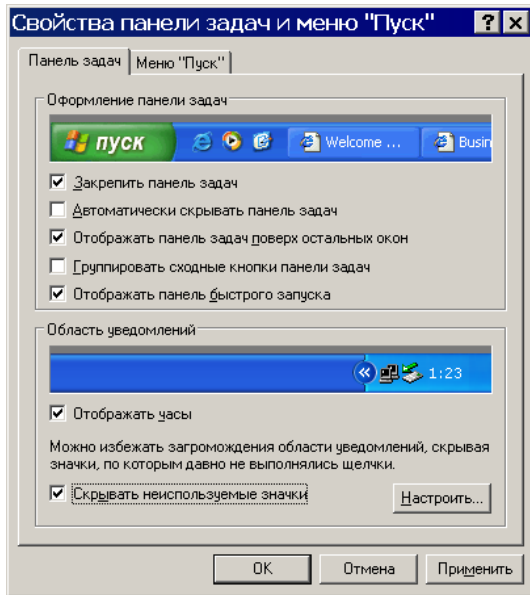 Свойства панели задач и меню "Пуск"
Панель задач
Меню "Пуск"
Оформление панели задач
пуск
Welcome ...
Busin
Закрепить панель задач
Автоматически скрывать панель задач
Отображать панель задач поверх остальных окон
Группировать сходные кнопки панели задач
Отображать панель быстрого запуска
Область уведомлений
1:23
Отображать часы
Можно избежать загромождения области уведомлений, скрывая
значки, по которым давно не выполнялись щелчки.
Скрывать неиспользуемые значки
Настроить...
OK
Отмена
Применить